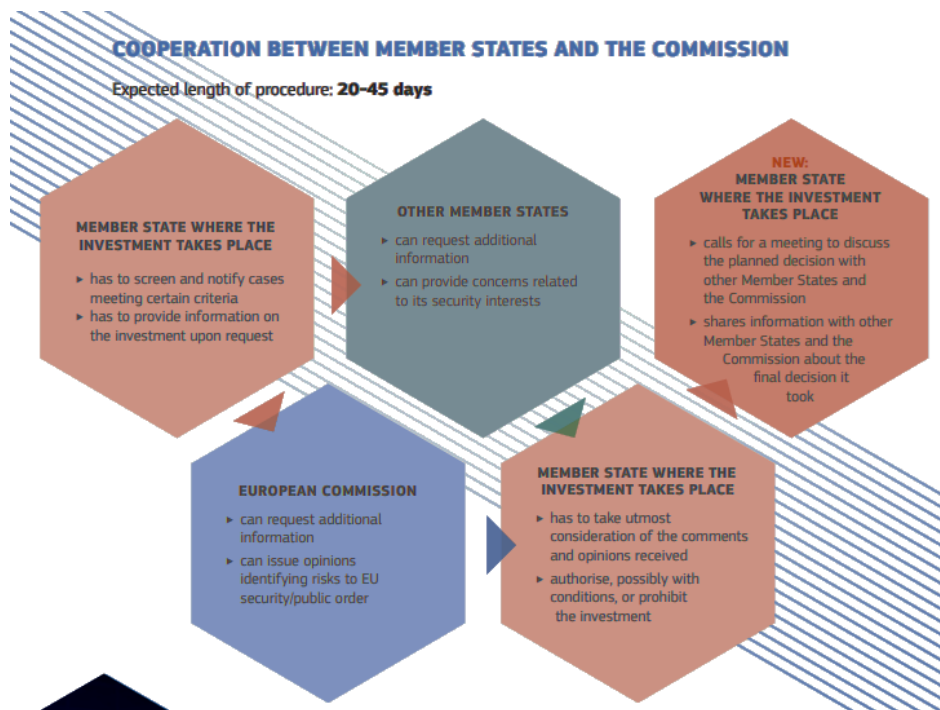 COOPERATION BETWEEN MEMBER STATES AND THE COMMISSION
Expected length of procedure: 20-45 days
MEMBER STATE WHERE THE
INVESTMENT TAKES PLACE
▸ has to screen and notify cases
meeting certain criteria
▸ has to provide information on
the investment upon request
OTHER MEMBER STATES
▸ can request additional
information
▸ can provide concerns related
to its security interests
EUROPEAN COMMISSION
▸ can request additional
information
▸ can issue opinions
identifying risks to EU
security/public order
MEMBER STATE WHERE THE
INVESTMENT TAKES PLACE
▸ has to take utmost
consideration of the comments
and opinions received
▸ authorise, possibly with
conditions, or prohibit
the investment
NEW:
MEMBER STATE
WHERE THE INVESTMENT
TAKES PLACE
▸ calls for a meeting to discuss
the planned decision with
other Member States and
the Commission
▸ shares information with other
Member States and the
Commission about the
final decision it
took